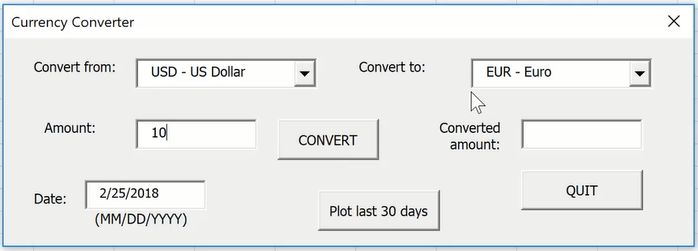 Currency Converter
Convert from:
USD - US Dollar
Convert to:
EUR - Euro
Amount:
10
CONVERT
Converted
amount:
Date:
2/25/2018
(MM/DD/YYYY)
Plot last 30 days
QUIT